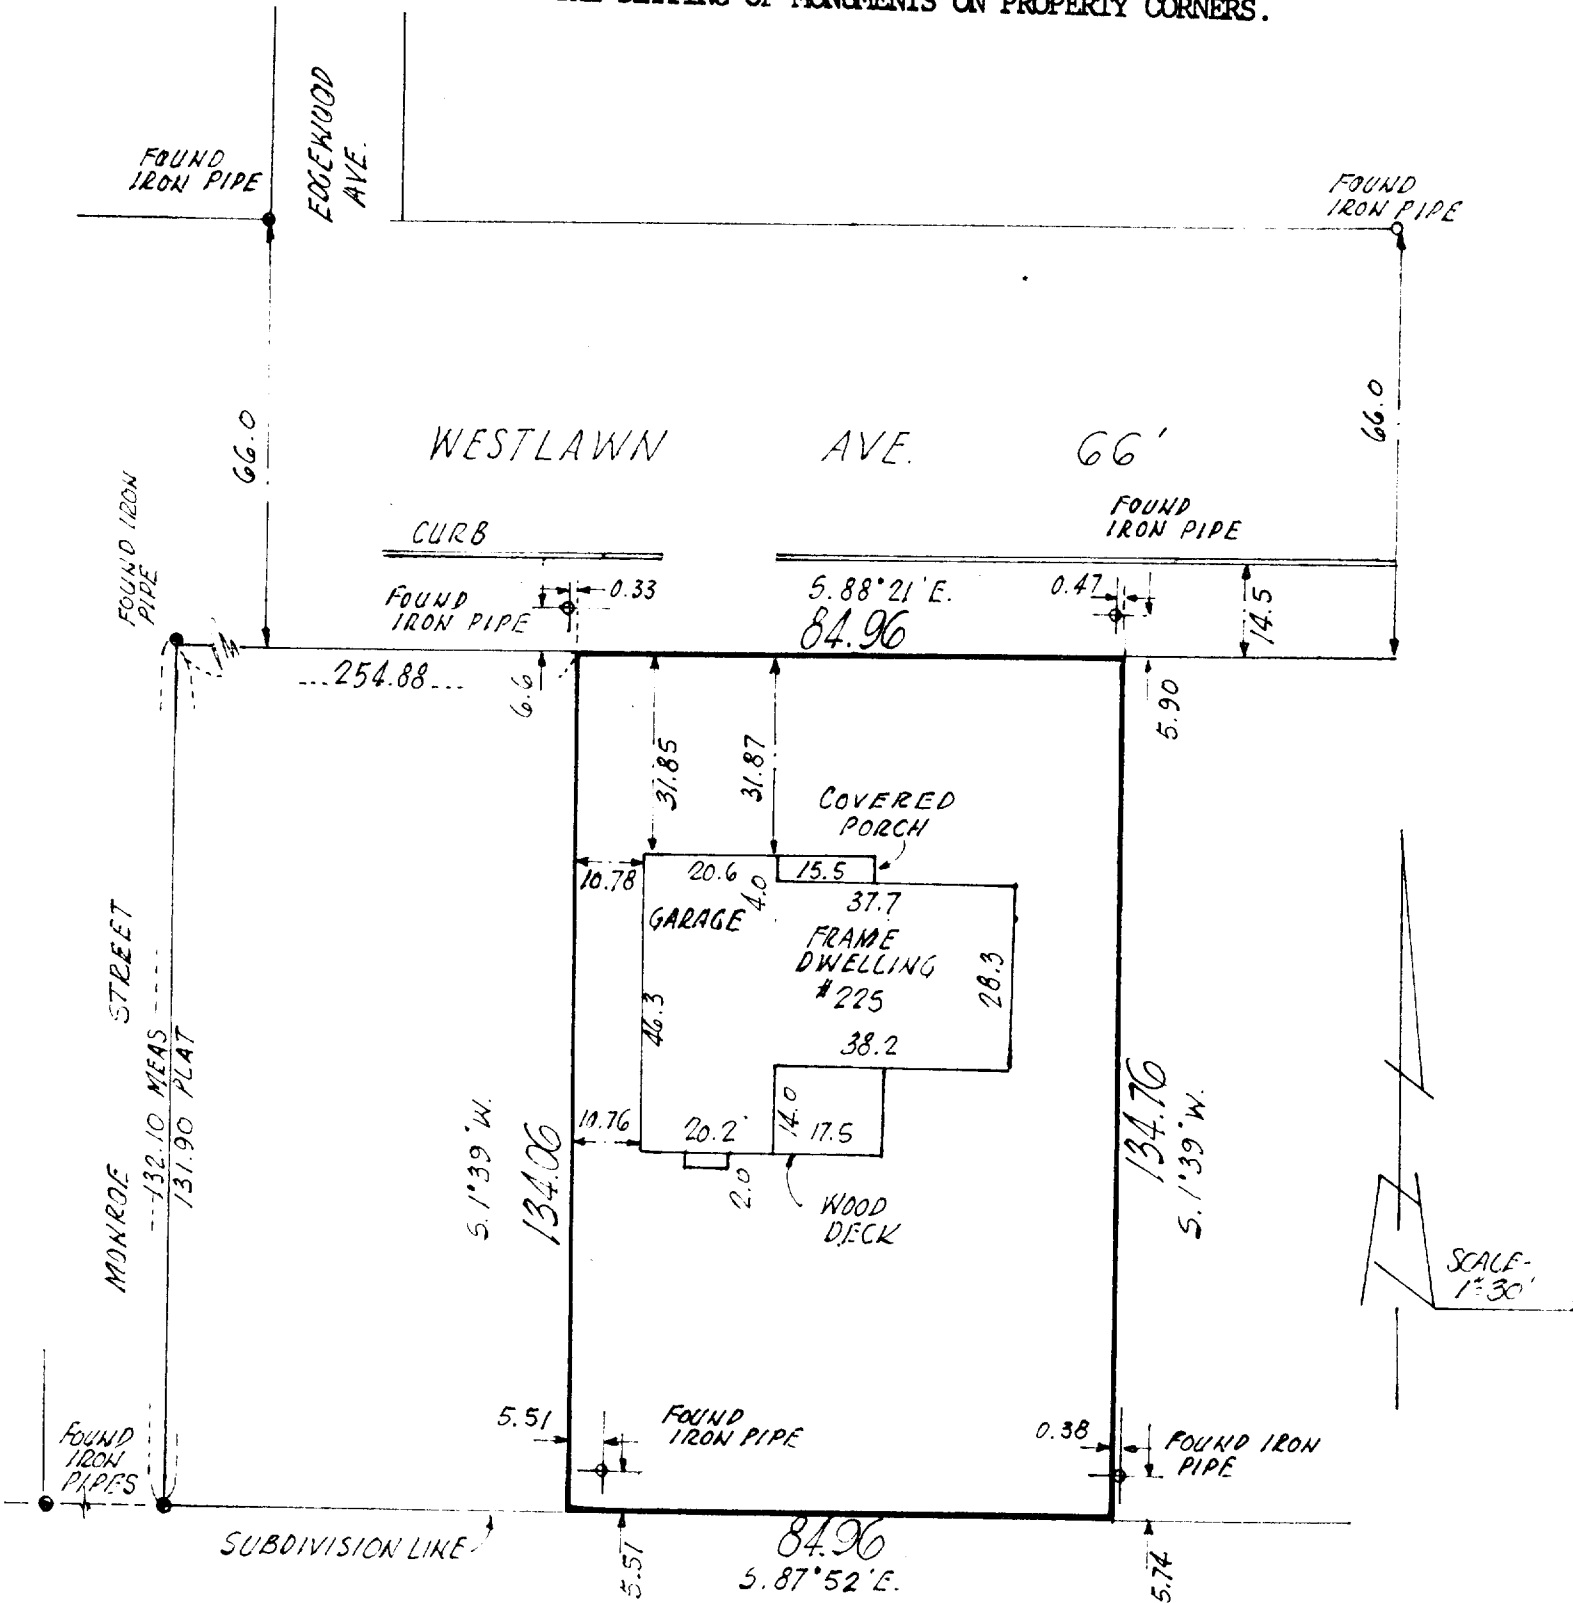 OF MONUMENTS ON PROPERTY CORNERS.
EDGEWOOD
AVE.
FOUND
IRON PIPE
FOUND
IRON PIPE
66.0
66.0
WESTLAWN AVE. 66'
FOUND IRON
PIPE
CURB
FOUND
IRON PIPE
FOUND
IRON PIPE
0.33
S.88°21'E.
84.96
0.47
14.5
...254.88...
6.6
5.90
31.85
31.87
COVERED
PORCH
10.78
20.6
4.0
15.5
37.7
GARAGE
FRAME
DWELLING
#225
28.3
46.3
38.2
MONROE STREET
132.10 MEAS
131.90 PLAT
S.1°39'W.
134.06
10.76
20.2
14.0
17.5
2.0
WOOD
DECK
134.76
S.1°39'W.
SCALE-
1"=30'
5.51
FOUND
IRON PIPE
0.38
FOUND IRON
PIPE
FOUND
IRON
PIPES
SUBDIVISION LINE
5.51
84.96
S.87°52'E.
5.74